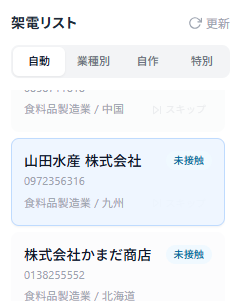 架電リスト
更新
自動
業種別
自作
特別
食料品製造業 / 中国
スキップ
山田水産 株式会社
未接触
0972356316
食料品製造業 / 九州
株式会社かまだ商店
未接触
0138255552
食料品製造業 / 北海道